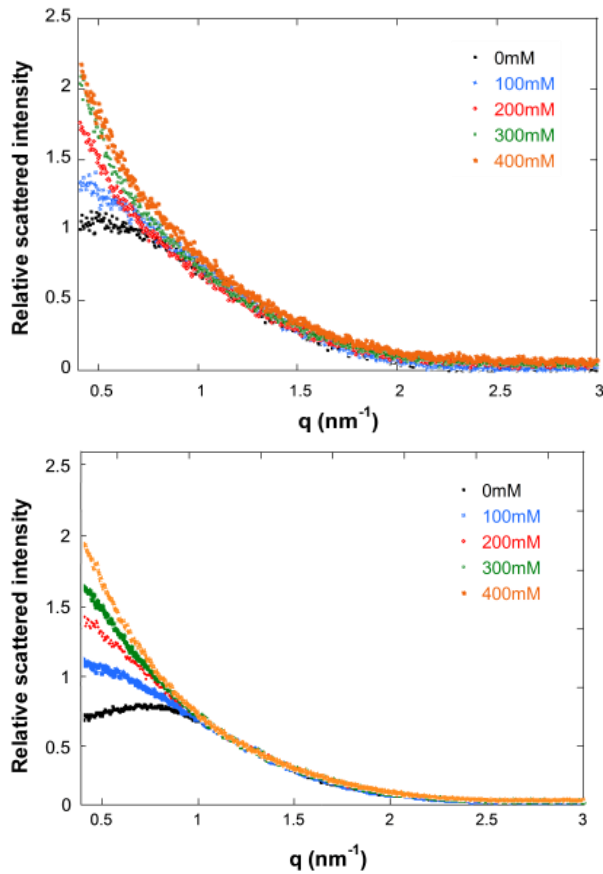 2.5
2
1.5
1
0.5
0
Relative scattered intensity
0mM
100mM
200mM
300mM
400mM
0.5 1 1.5 2 2.5 3
q (nm⁻¹)
2.5
2
1.5
1
0.5
0
Relative scattered intensity
0mM
100mM
200mM
300mM
400mM
0.5 1 1.5 2 2.5 3
q (nm⁻¹)